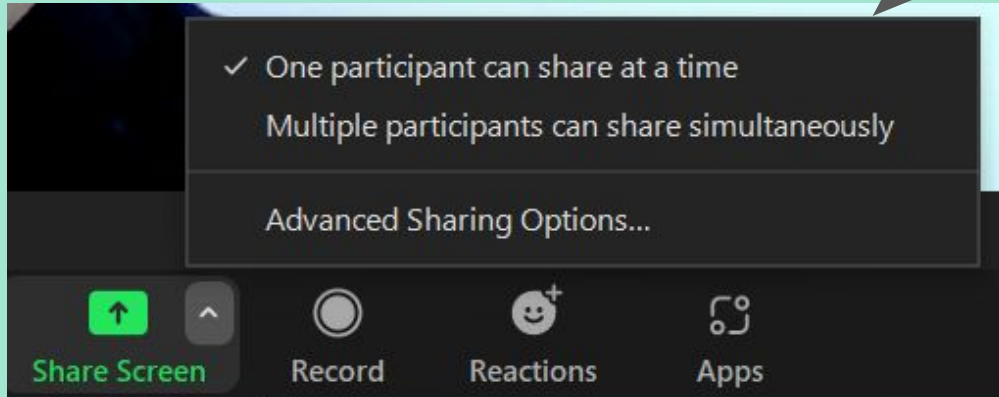 One participant can share at a time
Multiple participants can share simultaneously
Advanced Sharing Options...
Share Screen
Record
Reactions
Apps